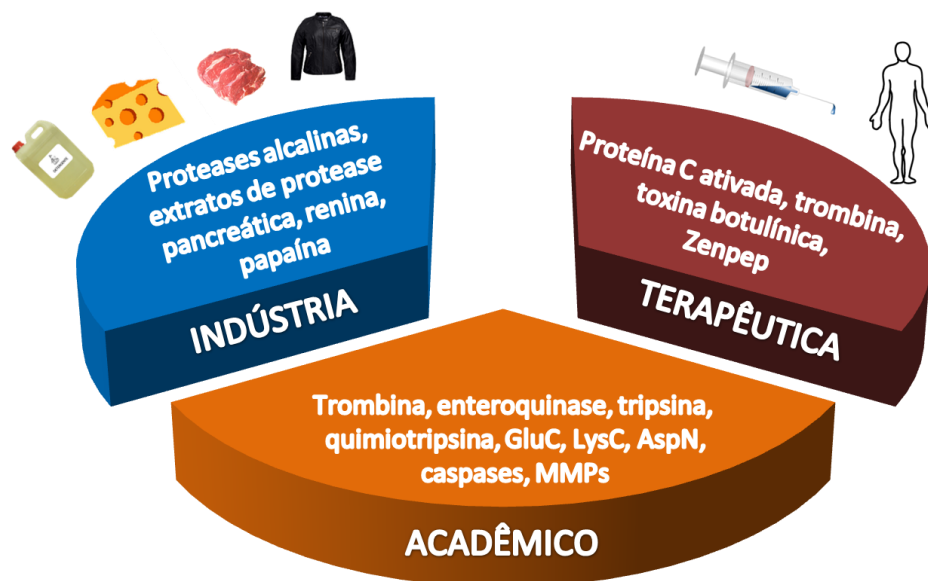 Proteases alcalinas,
extratos de protease
pancreática, renina,
papaína
INDÚSTRIA
Proteína C ativada, trombina,
toxina botulínica,
Zenpep
TERAPÊUTICA
Trombina, enteroquinase, tripsina,
quimiotripsina, GluC, LysC, AspN,
caspases, MMPs
ACADÊMICO